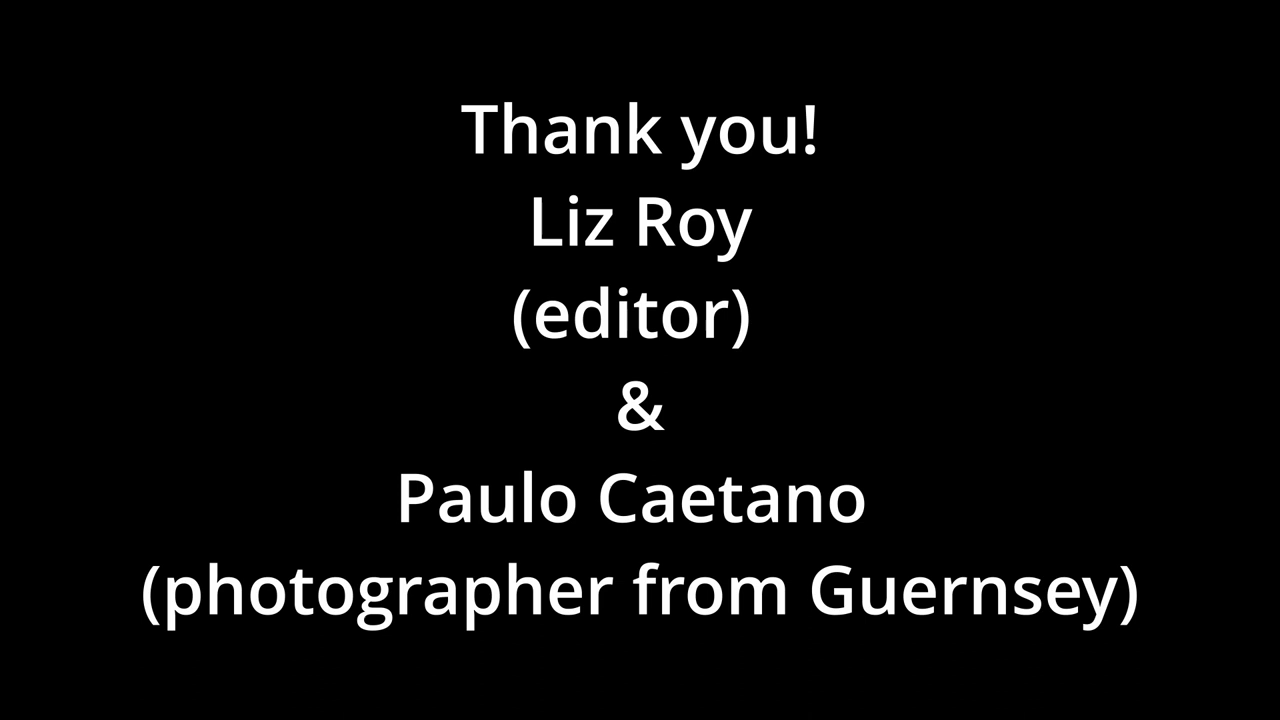 Thank you!
Liz Roy
(editor)
&
Paulo Caetano
(photographer from Guernsey)